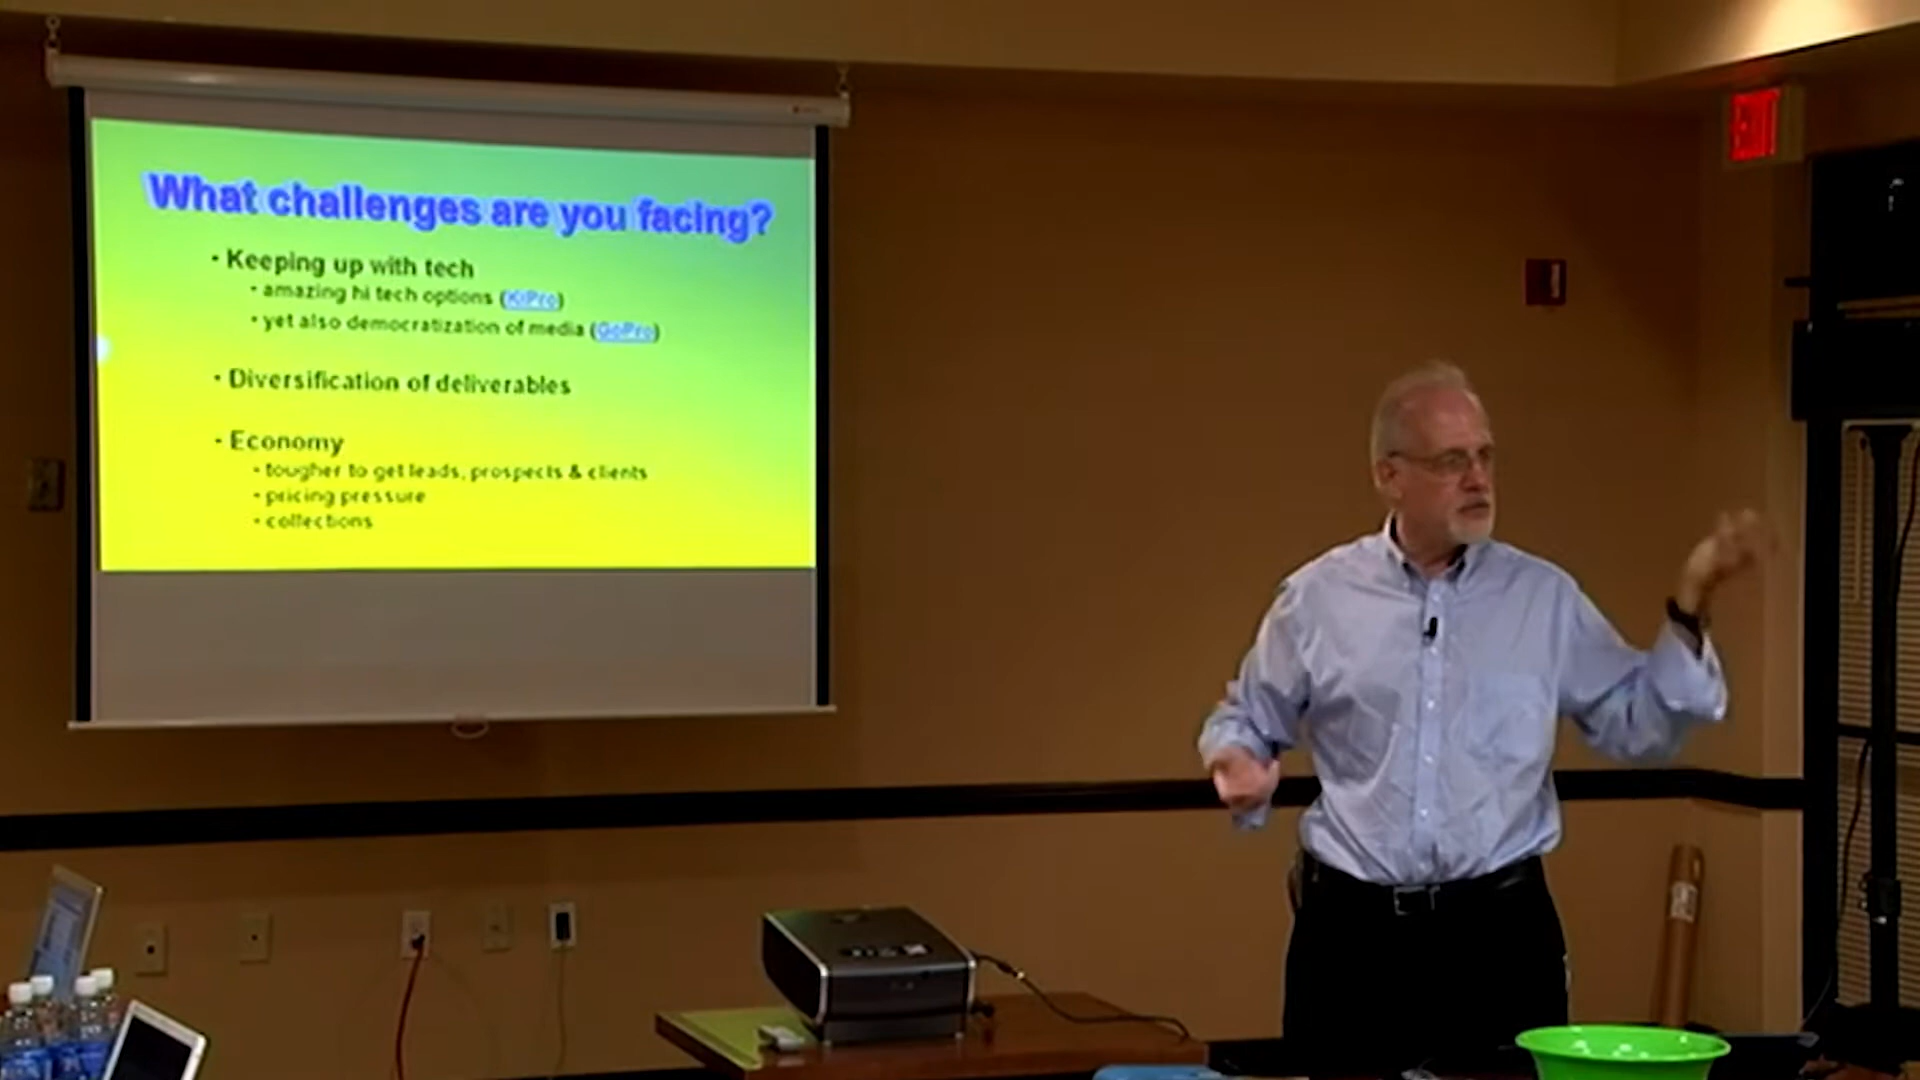 What challenges are you facing?
• Keeping up with tech
• amazing hi tech options (KiPro)
• yet also democratization of media (GoPro)
• Diversification of deliverables
• Economy
• tougher to get leads, prospects & clients
• pricing pressure
• collections